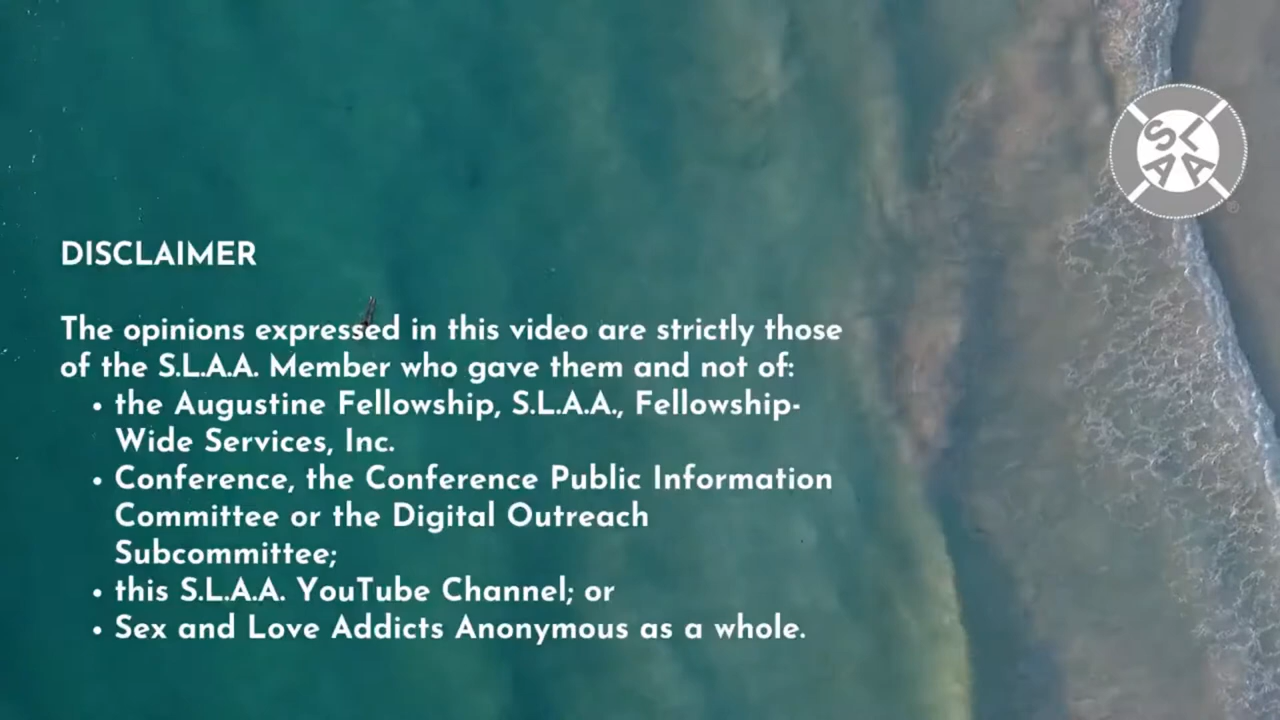 S L
A A
®
DISCLAIMER
The opinions expressed in this video are strictly those
of the S.L.A.A. Member who gave them and not of:
• the Augustine Fellowship, S.L.A.A., Fellowship-
Wide Services, Inc.
• Conference, the Conference Public Information
Committee or the Digital Outreach
Subcommittee;
• this S.L.A.A. YouTube Channel; or
• Sex and Love Addicts Anonymous as a whole.